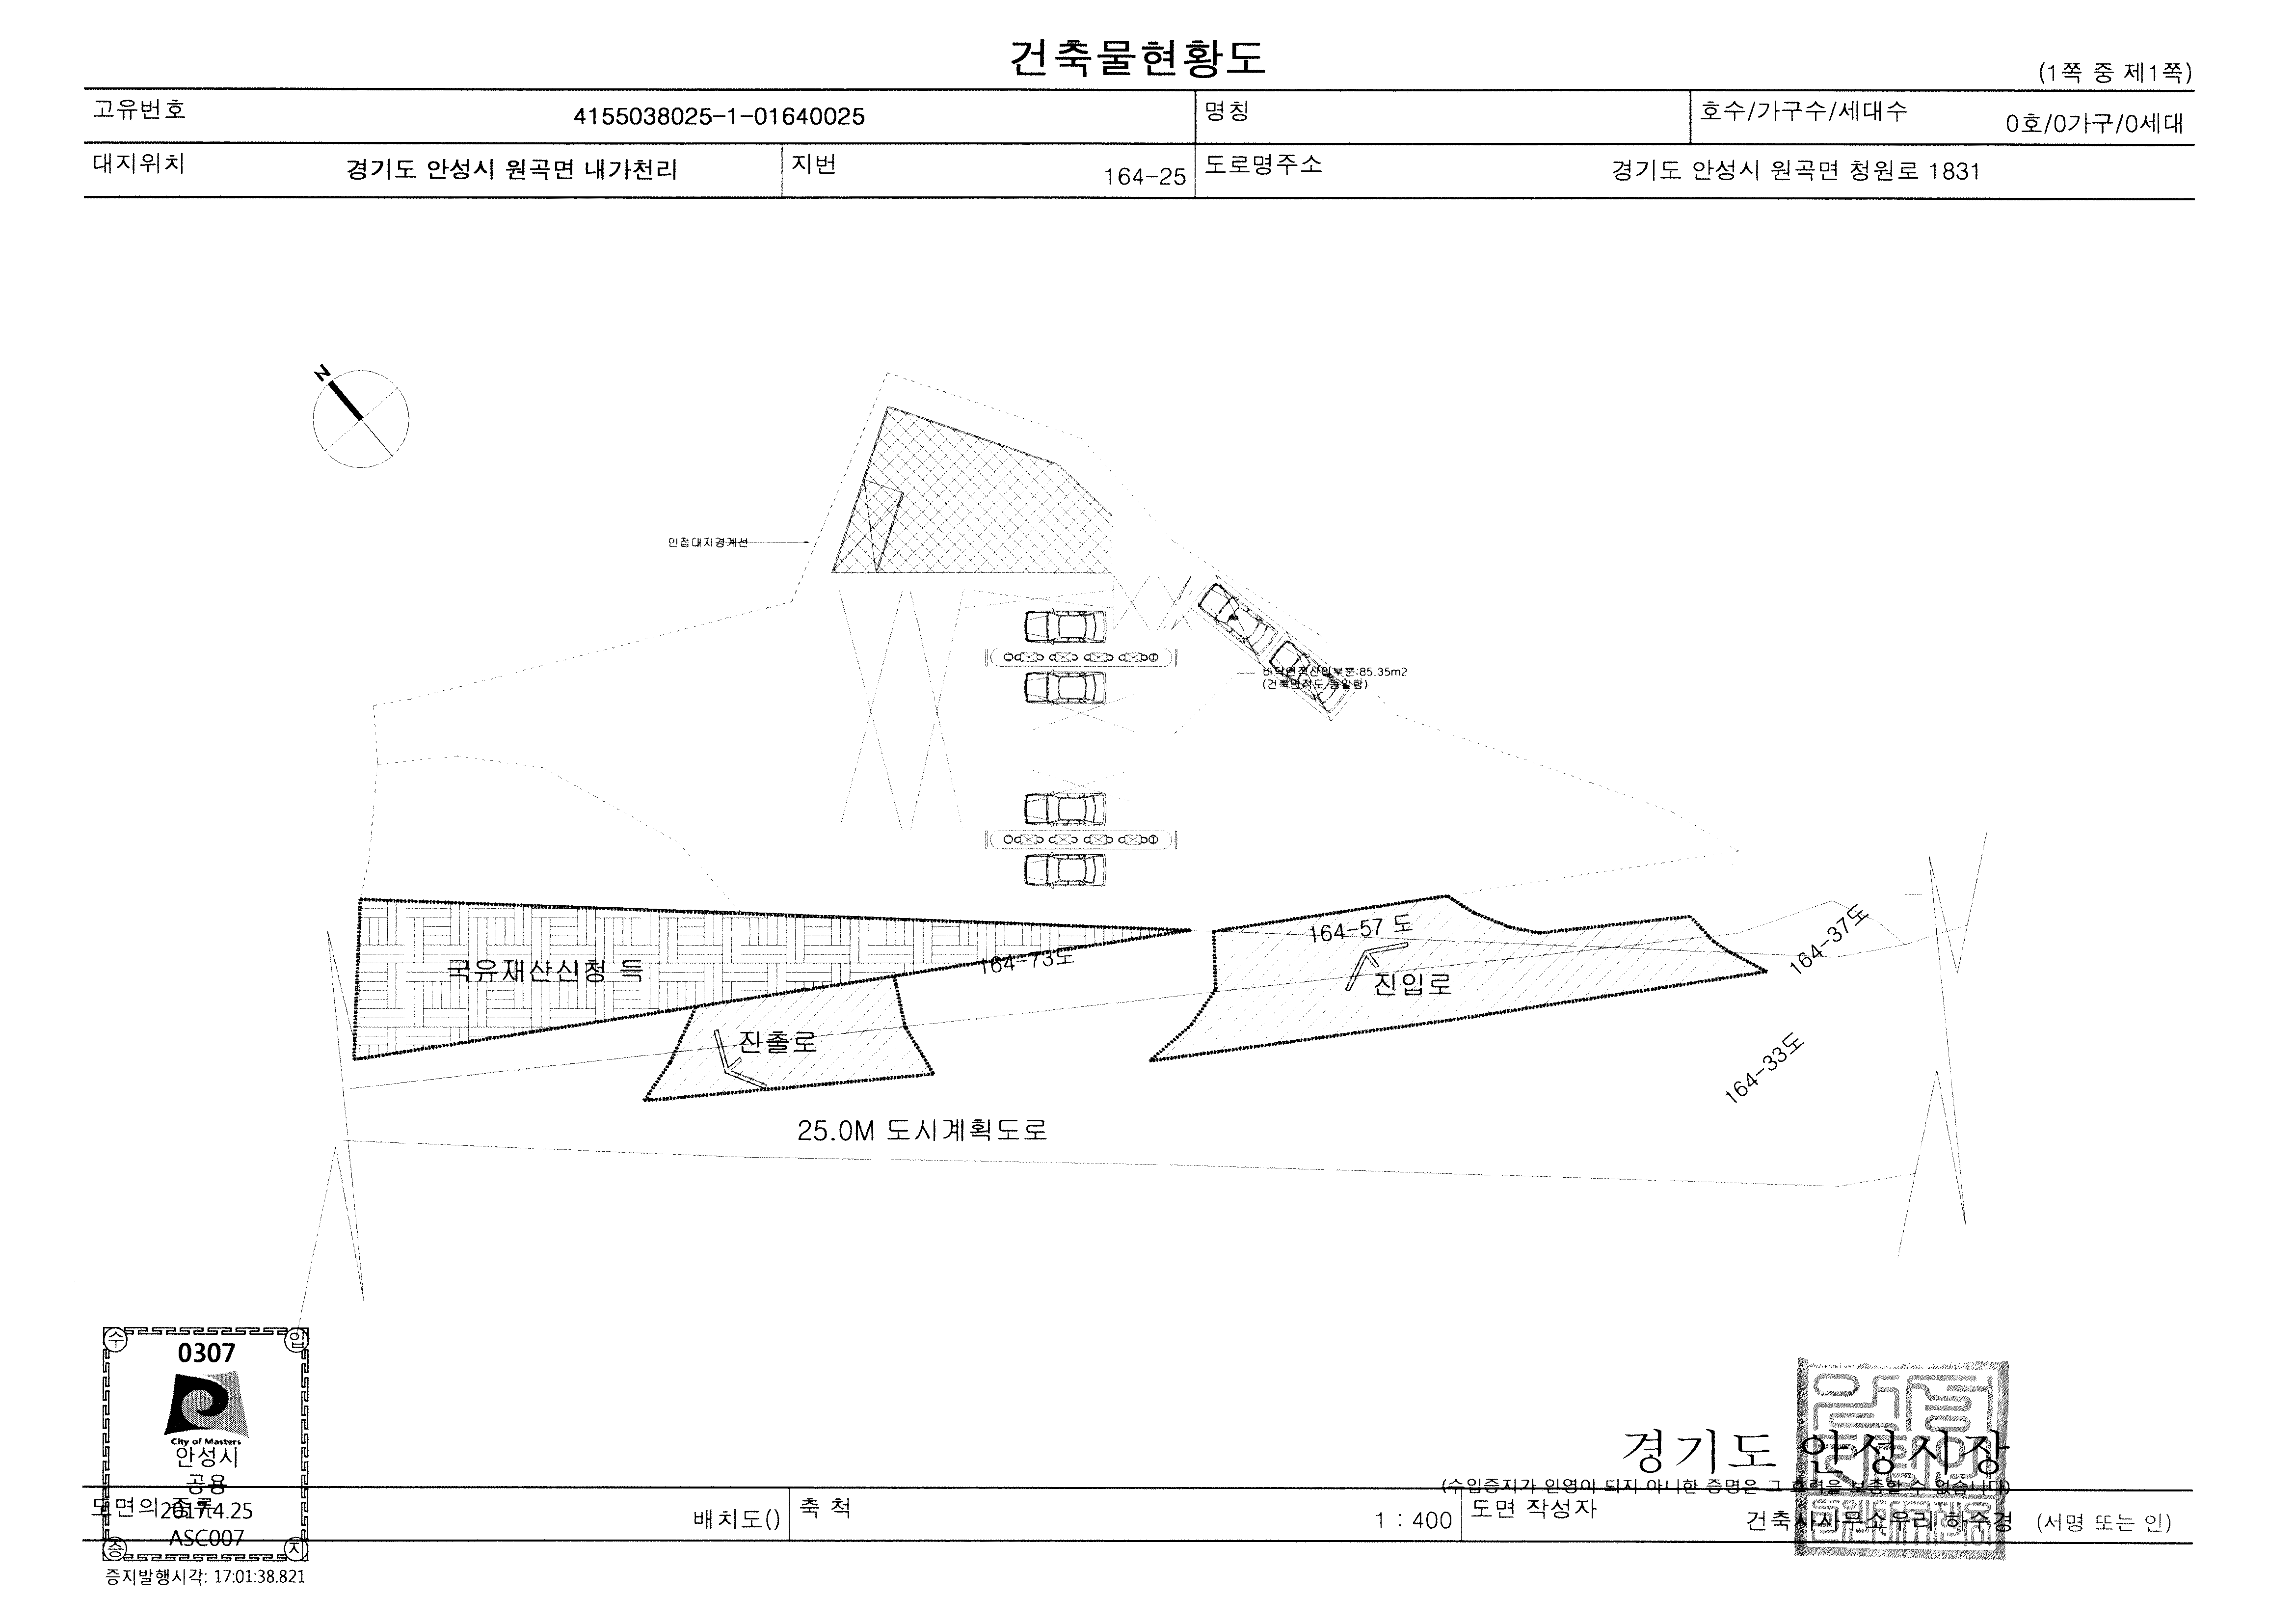 건축물현황도
(1쪽 중 제1쪽)
고유번호
4155038025-1-01640025
명칭
호수/가구수/세대수
0호/0가구/0세대
대지위치
경기도 안성시 원곡면 내가천리
지번
164-25
도로명주소
경기도 안성시 원곡면 청원로 1831
N
인접대지경계선
바닥면적산입부분:85.35m2
(건축면적도 동일함)
164-57 도
164-37도
164-73도
국유재산신청 득
진입로
진출로
164-33도
25.0M 도시계획도로
수 입
0307
City of Masters
안성시
공용
2017.4.25
ASC007
증 지
증지발행시각: 17:01:38.821
경기도 안성시장
(수입증지가 인영이 되지 아니한 증명은 그 효력을 보증할 수 없습니다)
도면의 종류
배치도()
축 척
1 : 400
도면 작성자
건축사사무소우리 하수경
(서명 또는 인)